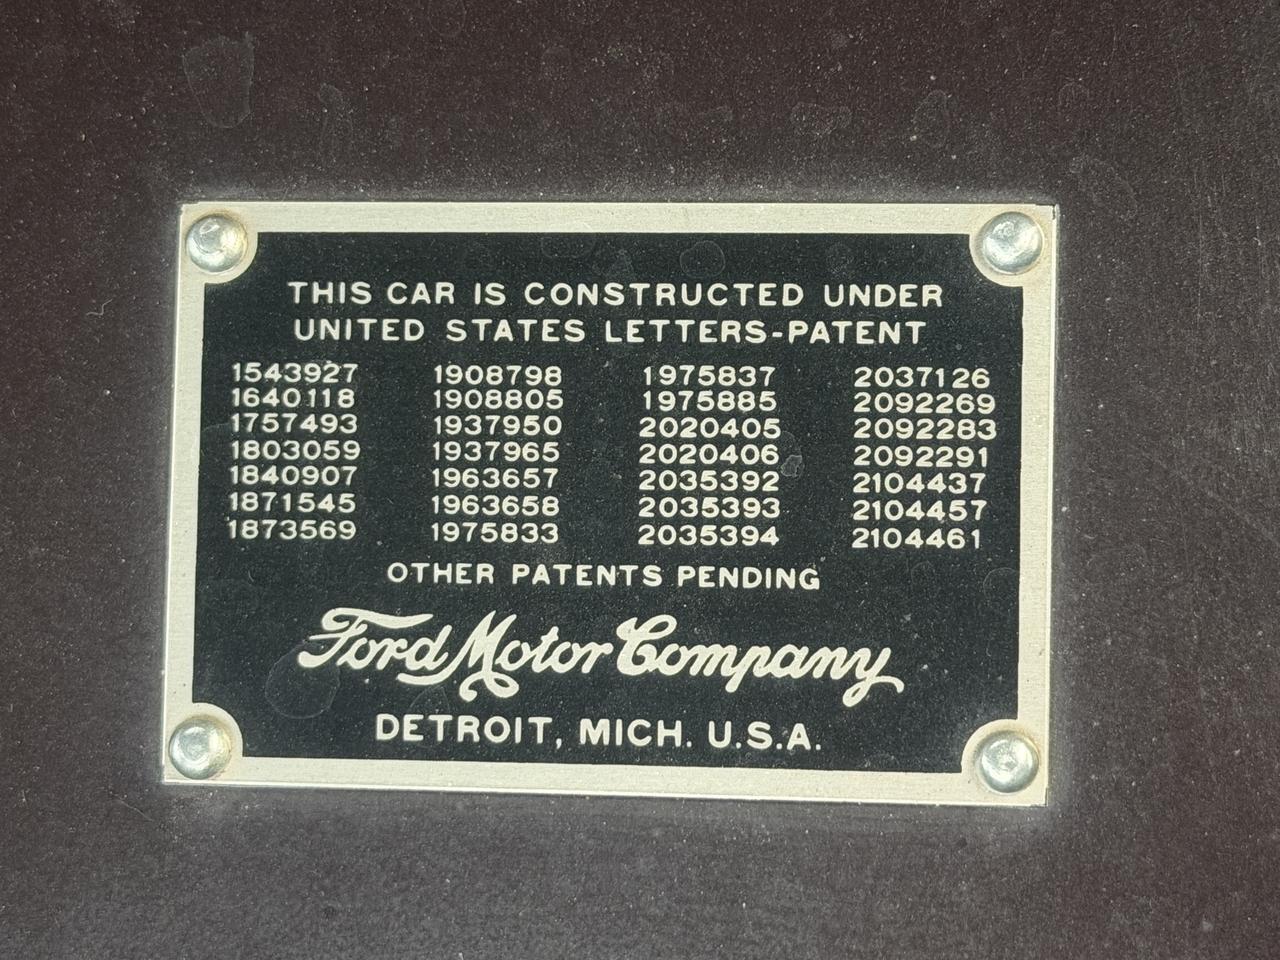 THIS CAR IS CONSTRUCTED UNDER
UNITED STATES LETTERS-PATENT
1543927 1908798 1975837 2037126
1640118 1908805 1975885 2092269
1757493 1937950 2020405 2092283
1803059 1937965 2020406 2092291
1840907 1963657 2035392 2104437
1871545 1963658 2035393 2104457
1873569 1975833 2035394 2104461
OTHER PATENTS PENDING
Ford Motor Company
DETROIT, MICH. U.S.A.